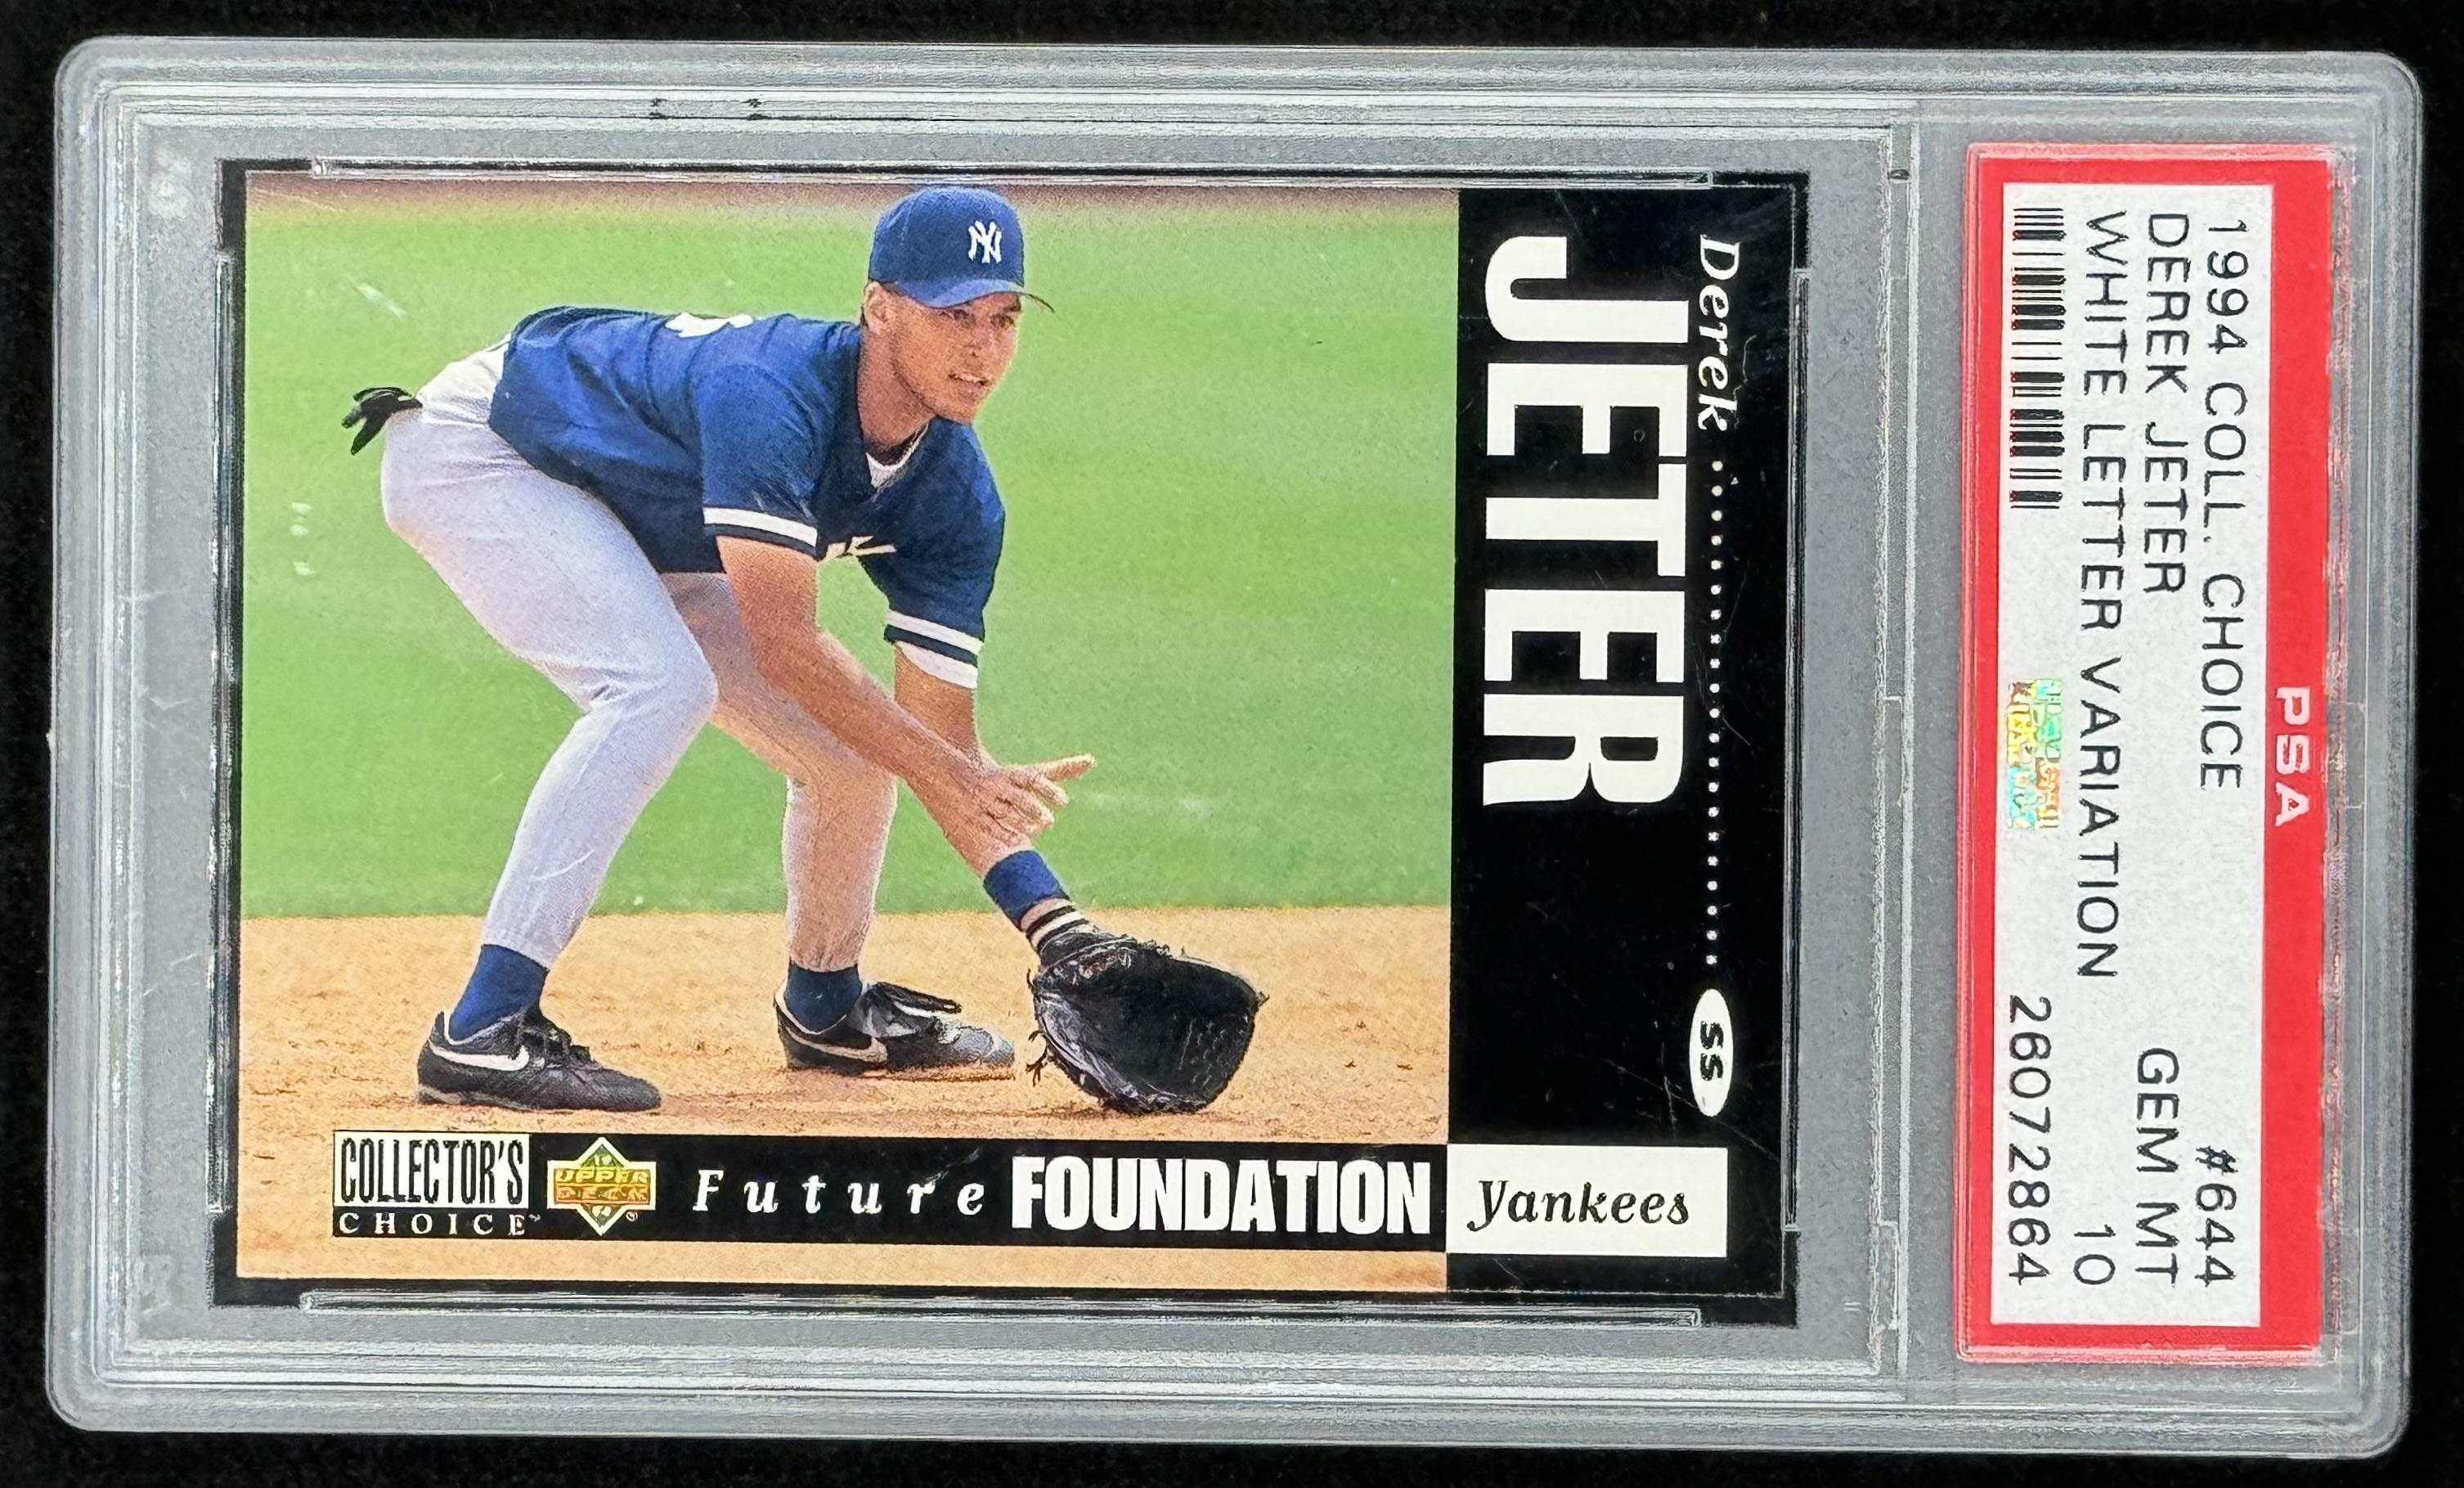 PSA
1994 COLL. CHOICE #644
DEREK JETER GEM MT
WHITE LETTER VARIATION 10
26072864
Derek
JETER
SS
NY
COLLECTOR'S
CHOICE™
UPPER
DECK
®
Future FOUNDATION
Yankees